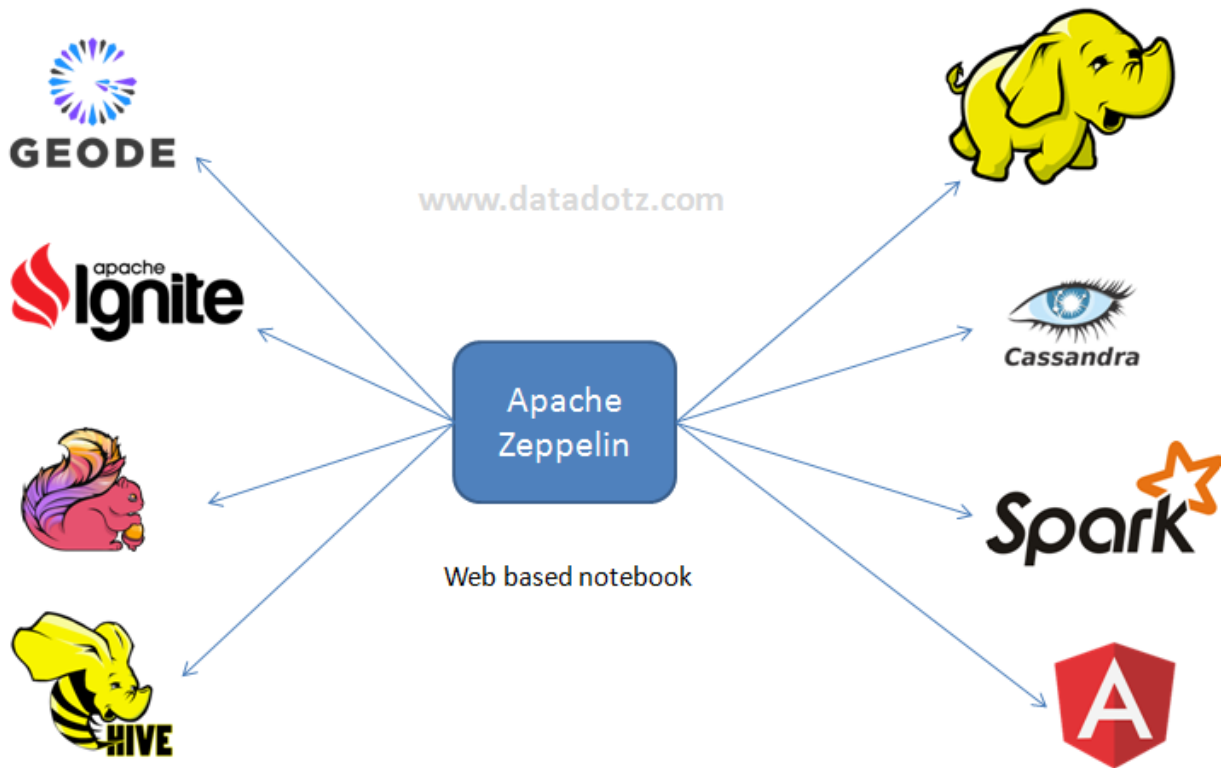 GEODE
www.datadotz.com
apache
Ignite
Cassandra
Apache
Zeppelin
Spark
Web based notebook
HIVE
A